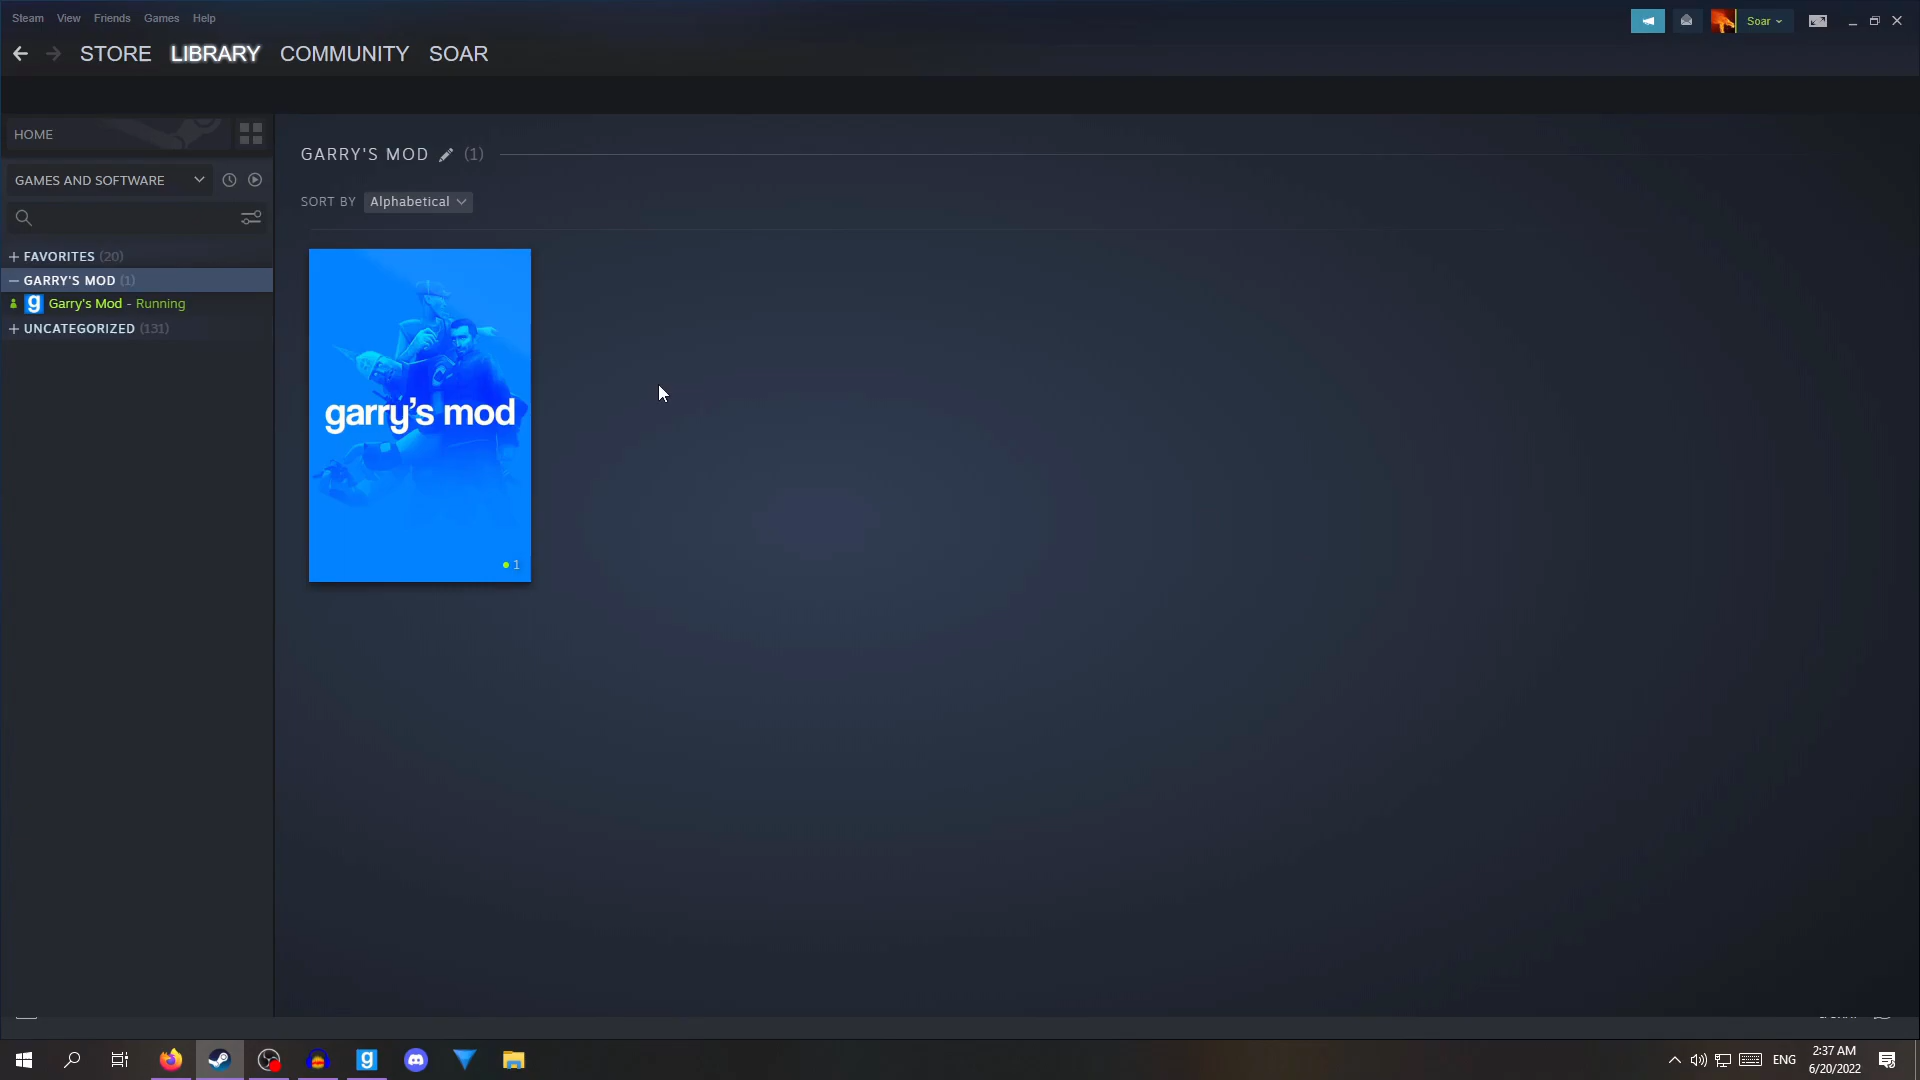 Steam View Friends Games Help
Soar
STORE LIBRARY COMMUNITY SOAR
HOME
GARRY'S MOD (1)
GAMES AND SOFTWARE
SORT BY Alphabetical
+ FAVORITES (20)
— GARRY'S MOD (1)
g Garry's Mod - Running
+ UNCATEGORIZED (131)
garry's mod
1
g
ENG
2:37 AM
6/20/2022